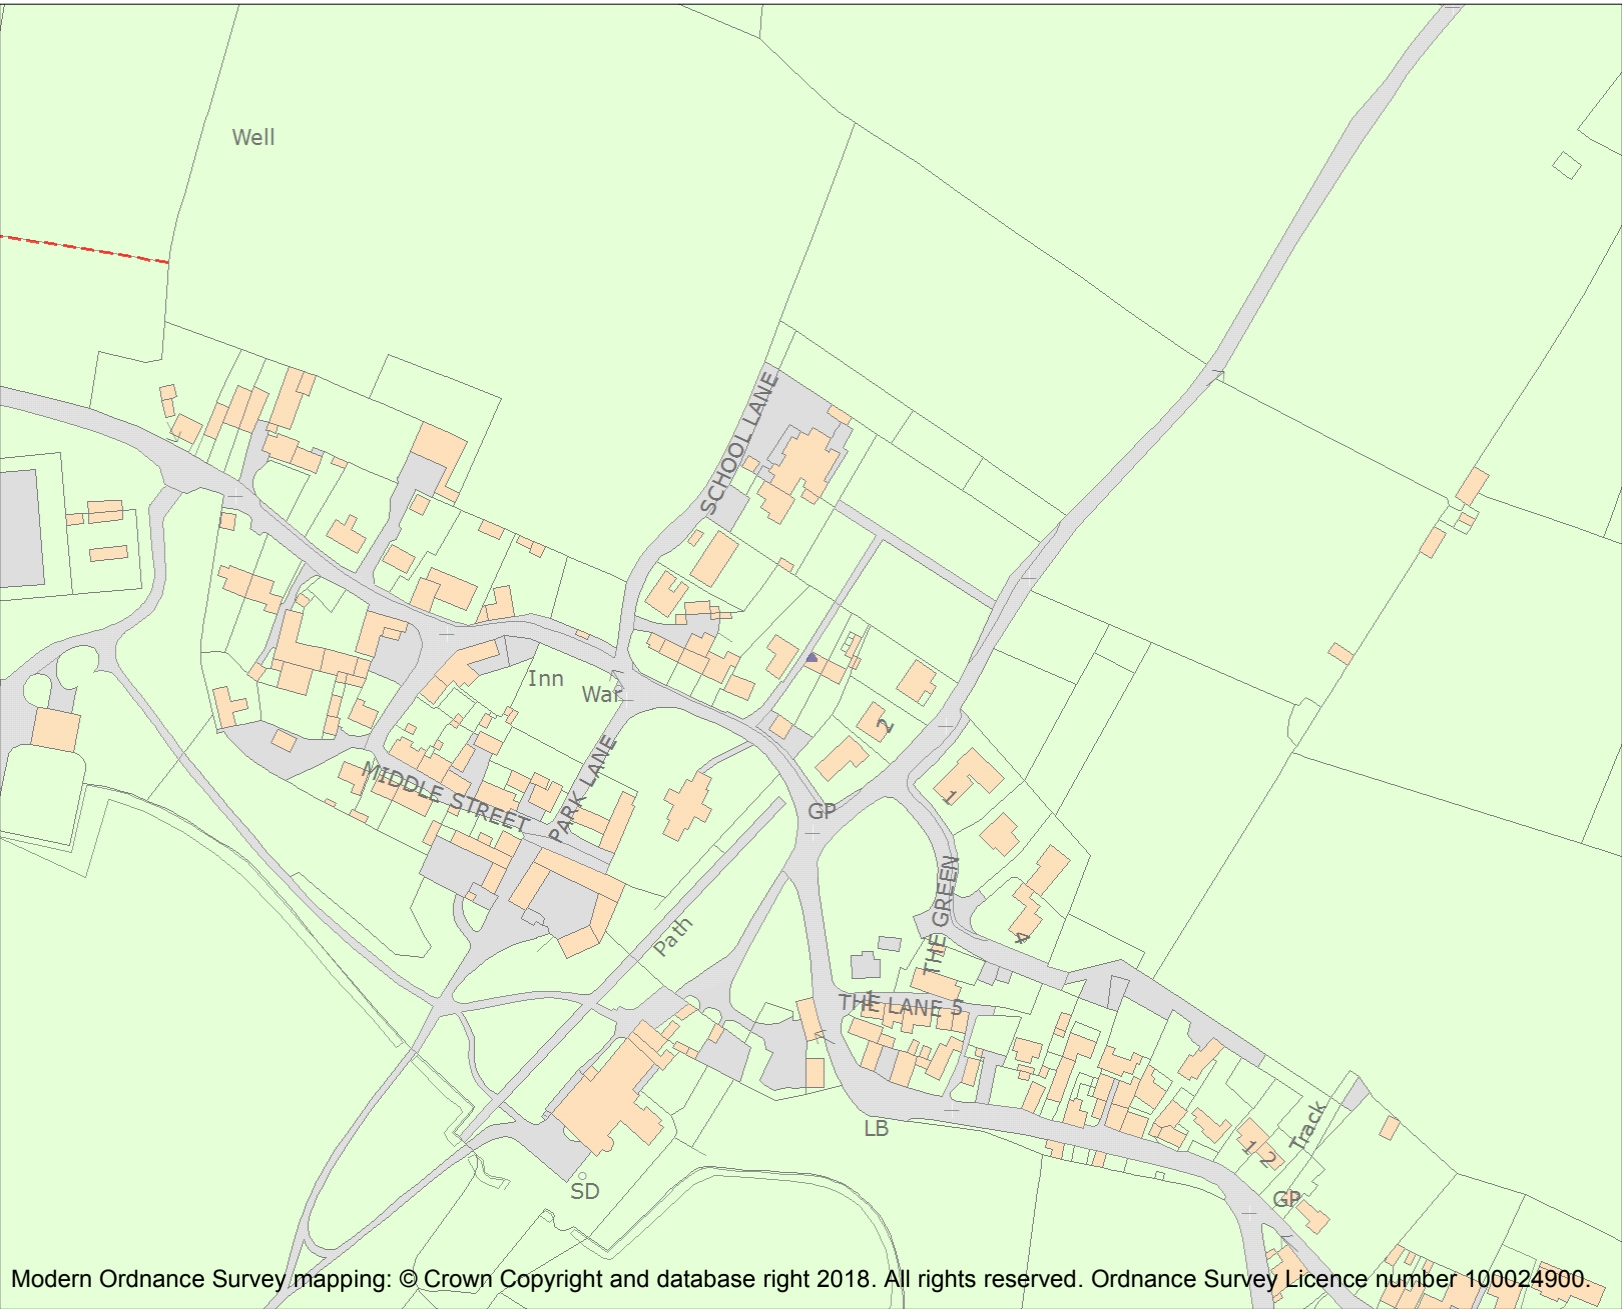 Well
SCHOOL LANE
Inn
War
2
MIDDLE STREET
PARK LANE
1
GP
THE GREEN
4
Path
THE LANE 5
LB
Track
1 2
SD
GP
Modern Ordnance Survey mapping: © Crown Copyright and database right 2018. All rights reserved. Ordnance Survey Licence number 100024900.